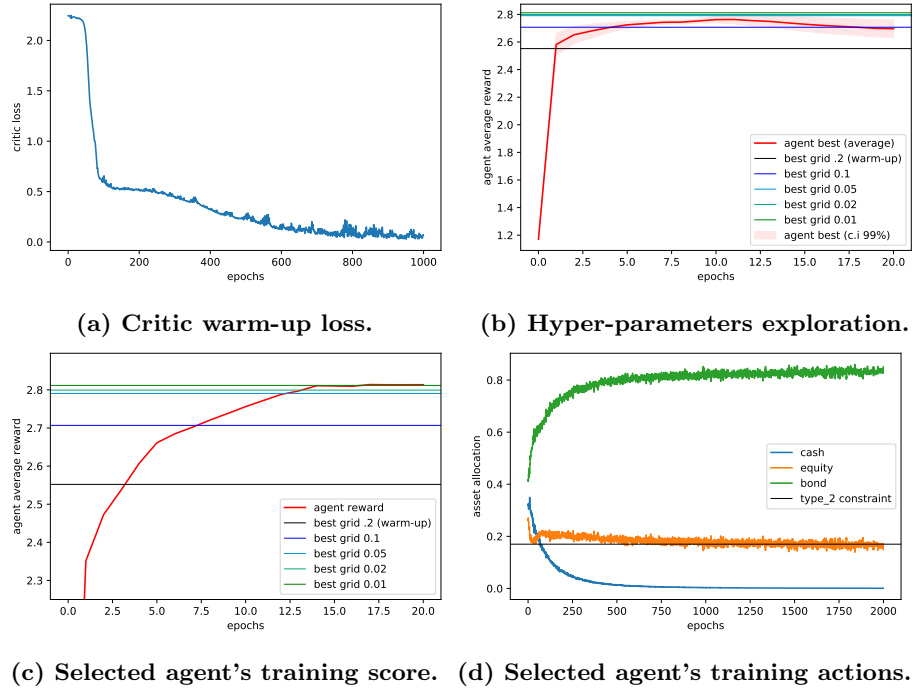 2.0
1.5
1.0
0.5
0.0
critic loss
0 200 400 600 800 1000
epochs
(a) Critic warm-up loss.
2.8
2.6
2.4
2.2
2.0
1.8
1.6
1.4
1.2
agent average reward
agent best (average)
best grid .2 (warm-up)
best grid 0.1
best grid 0.05
best grid 0.02
best grid 0.01
agent best (c.i 99%)
0.0 2.5 5.0 7.5 10.0 12.5 15.0 17.5 20.0
epochs
(b) Hyper-parameters exploration.
2.8
2.7
2.6
2.5
2.4
2.3
agent average reward
agent reward
best grid .2 (warm-up)
best grid 0.1
best grid 0.05
best grid 0.02
best grid 0.01
0.0 2.5 5.0 7.5 10.0 12.5 15.0 17.5 20.0
epochs
(c) Selected agent's training score.
0.8
0.6
0.4
0.2
0.0
asset allocation
cash
equity
bond
type_2 constraint
0 250 500 750 1000 1250 1500 1750 2000
epochs
(d) Selected agent's training actions.